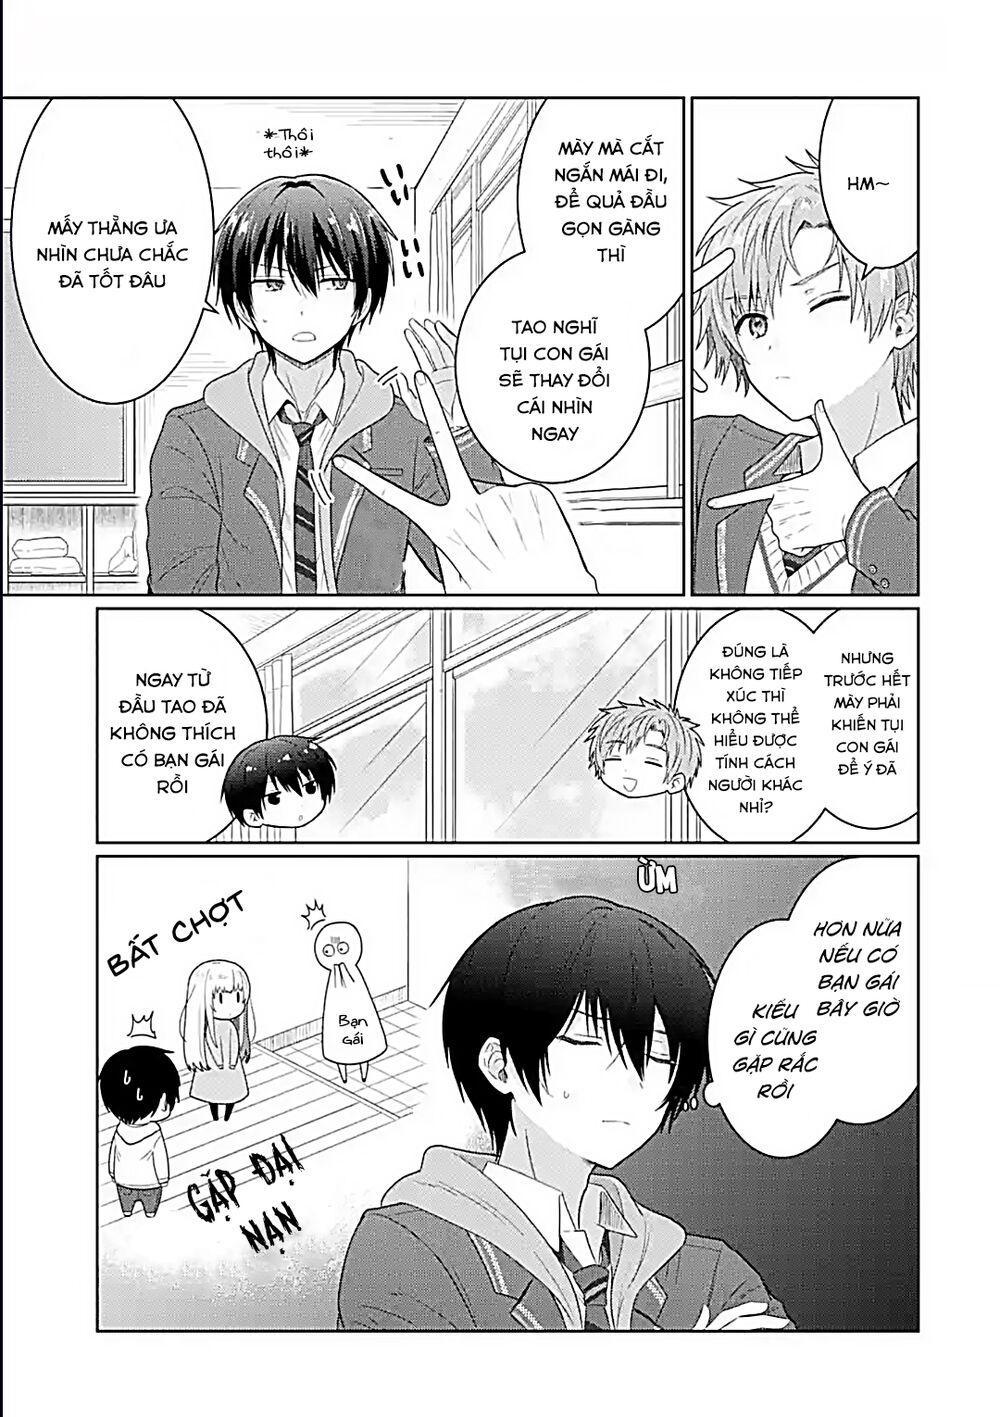 HM~
MÀY MÀ CẮT
NGẮN MÁI ĐI,
ĐỂ QUẢ ĐẦU
GỌN GÀNG
THÌ
TAO NGHĨ
TỤI CON GÁI
SẼ THAY ĐỔI
CÁI NHÌN
NGAY
*Thôi
thôi*
MẤY THẰNG ƯA
NHÌN CHƯA CHẮC
ĐÃ TỐT ĐÂU
NHƯNG
TRƯỚC HẾT
MÀY PHẢI
KHIẾN TỤI
CON GÁI
ĐỂ Ý ĐÃ
ĐÚNG LÀ
KHÔNG TIẾP
XÚC THÌ
KHÔNG THỂ
HIỂU ĐƯỢC
TÍNH CÁCH
NGƯỜI KHÁC
NHỈ?
NGAY TỪ
ĐẦU TAO ĐÃ
KHÔNG THÍCH
CÓ BẠN GÁI
RỒI
ỪM
HƠN NỮA
NẾU CÓ
BẠN GÁI
BÂY GIỜ
KIỂU
GÌ CŨNG
GẶP RẮC
RỒI
BẤT CHỢT
Bạn
Gái
GẶP ĐẠI
NẠN